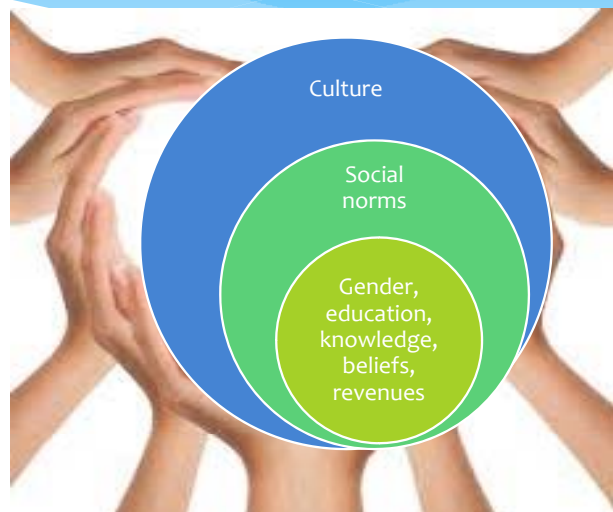 Culture
Social
norms
Gender,
education,
knowledge,
beliefs,
revenues